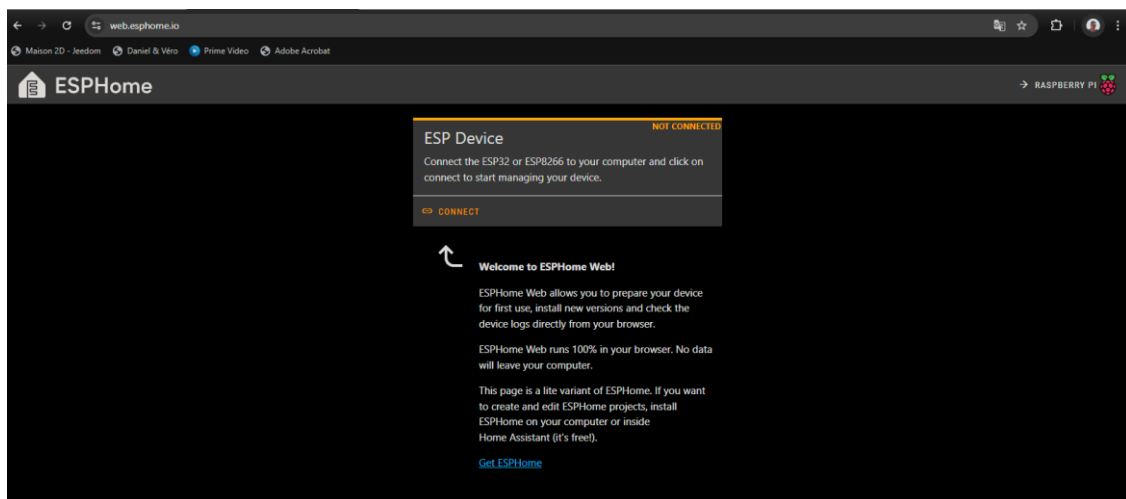 web.esphome.io
Maison 2D - Jeedom Daniel & Véro Prime Video Adobe Acrobat
ESPHome
RASPBERRY PI
NOT CONNECTED
ESP Device
Connect the ESP32 or ESP8266 to your computer and click on
connect to start managing your device.
CONNECT
Welcome to ESPHome Web!
ESPHome Web allows you to prepare your device
for first use, install new versions and check the
device logs directly from your browser.
ESPHome Web runs 100% in your browser. No data
will leave your computer.
This page is a lite variant of ESPHome. If you want
to create and edit ESPHome projects, install
ESPHome on your computer or inside
Home Assistant (it's free!).
Get ESPHome